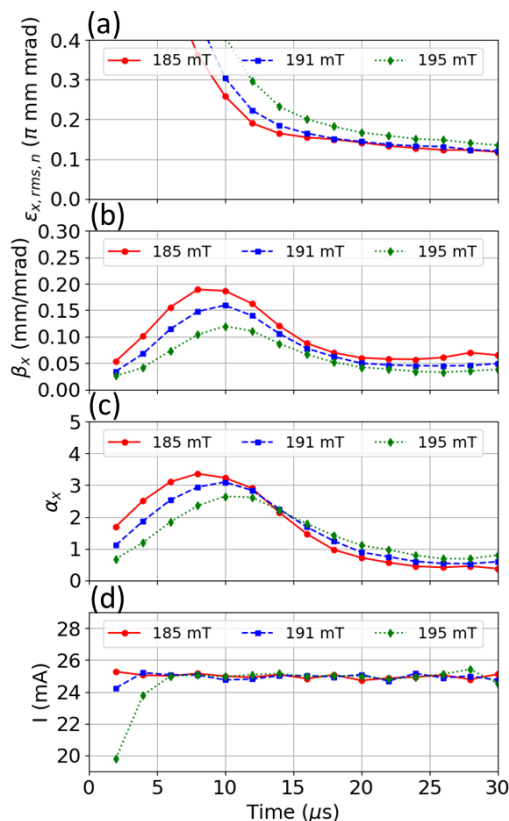 (a)
185 mT 191 mT 195 mT
0.4
0.3
0.2
0.1
0.0
εx,rms,n (π mm mrad)
(b)
185 mT 191 mT 195 mT
0.30
0.25
0.20
0.15
0.10
0.05
0.00
βx (mm/mrad)
(c)
185 mT 191 mT 195 mT
5
4
3
2
1
0
αx
(d)
185 mT 191 mT 195 mT
28
26
24
22
20
I (mA)
0 5 10 15 20 25 30
Time (μs)